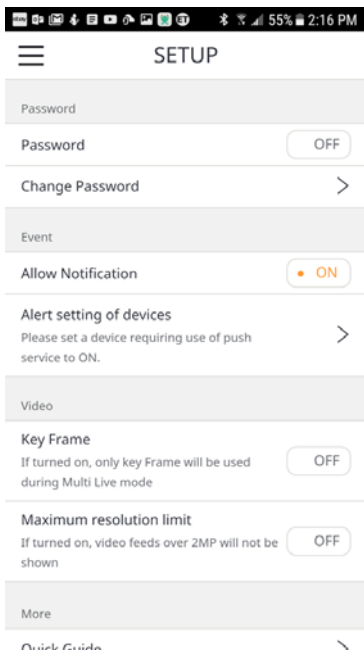 55% 2:16 PM
SETUP
Password
Password OFF
Change Password
Event
Allow Notification ON
Alert setting of devices
Please set a device requiring use of push
service to ON.
Video
Key Frame
If turned on, only key Frame will be used
during Multi Live mode
OFF
Maximum resolution limit
If turned on, video feeds over 2MP will not be
shown
OFF
More
Quick Guide